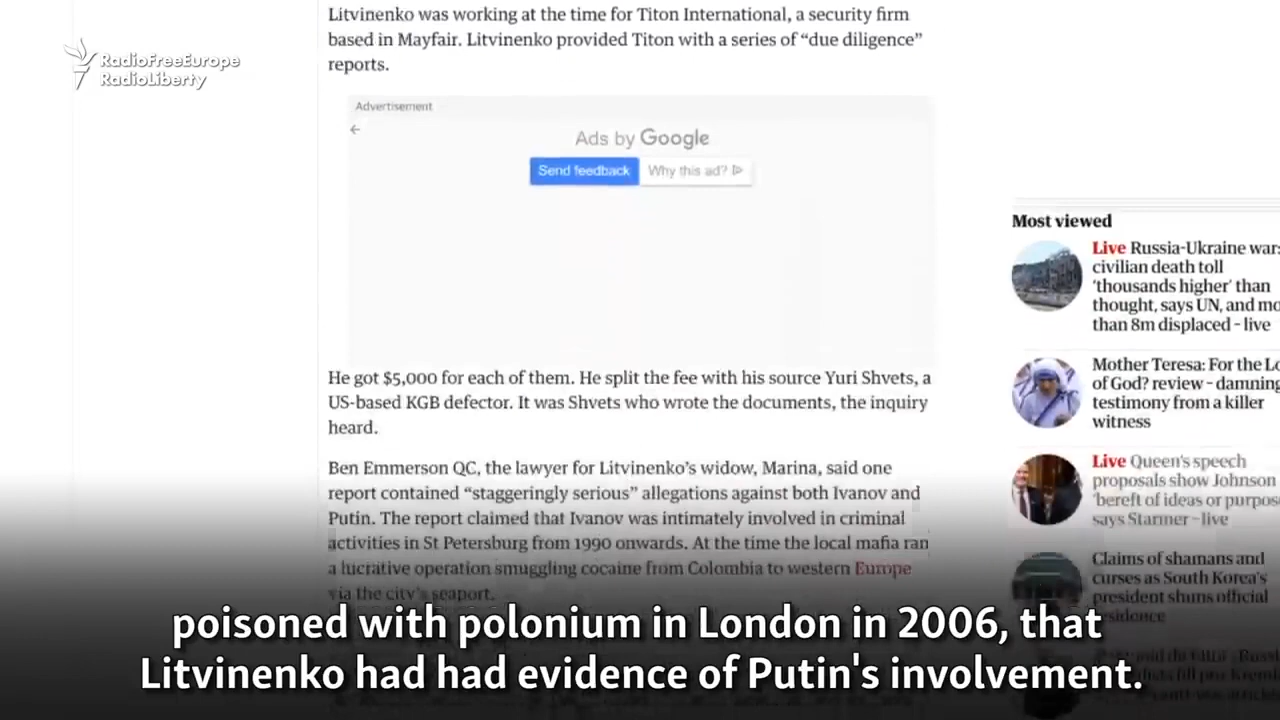 RadioFreeEurope
RadioLiberty
Litvinenko was working at the time for Titon International, a security firm
based in Mayfair. Litvinenko provided Titon with a series of “due diligence”
reports.
Advertisement
Ads by Google
Send feedback
Why this ad?
He got $5,000 for each of them. He split the fee with his source Yuri Shvets, a
US-based KGB defector. It was Shvets who wrote the documents, the inquiry
heard.
Ben Emmerson QC, the lawyer for Litvinenko’s widow, Marina, said one
report contained “staggeringly serious” allegations against both Ivanov and
Putin. The report claimed that Ivanov was intimately involved in criminal
activities in St Petersburg from 1990 onwards. At the time the local mafia ran
a lucrative operation smuggling cocaine from Colombia to western Europe
via the city’s seaport.
Most viewed
Live Russia-Ukraine war:
civilian death toll
‘thousands higher’ than
thought, says UN, and mo
than 8m displaced – live
Mother Teresa: For the Lo
of God? review – damning
testimony from a killer
witness
Live Queen’s speech
proposals show Johnson
‘bereft of ideas or purpos
says Starmer – live
Claims of shamans and
curses as South Korea’s
president shuns official
residence
poisoned with polonium in London in 2006, that
Litvinenko had had evidence of Putin's involvement.